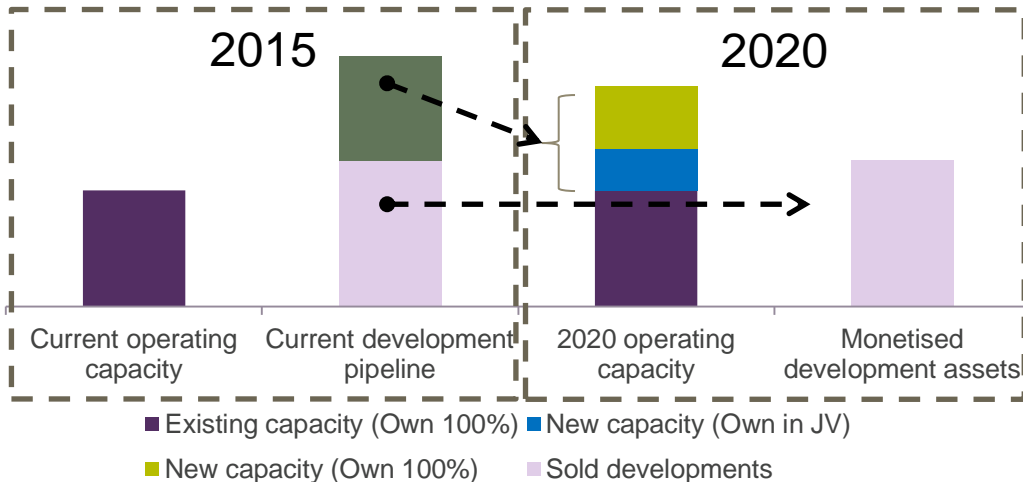 2015
2020
Current operating
capacity
Current development
pipeline
2020 operating
capacity
Monetised
development assets
Existing capacity (Own 100%)
New capacity (Own in JV)
New capacity (Own 100%)
Sold developments